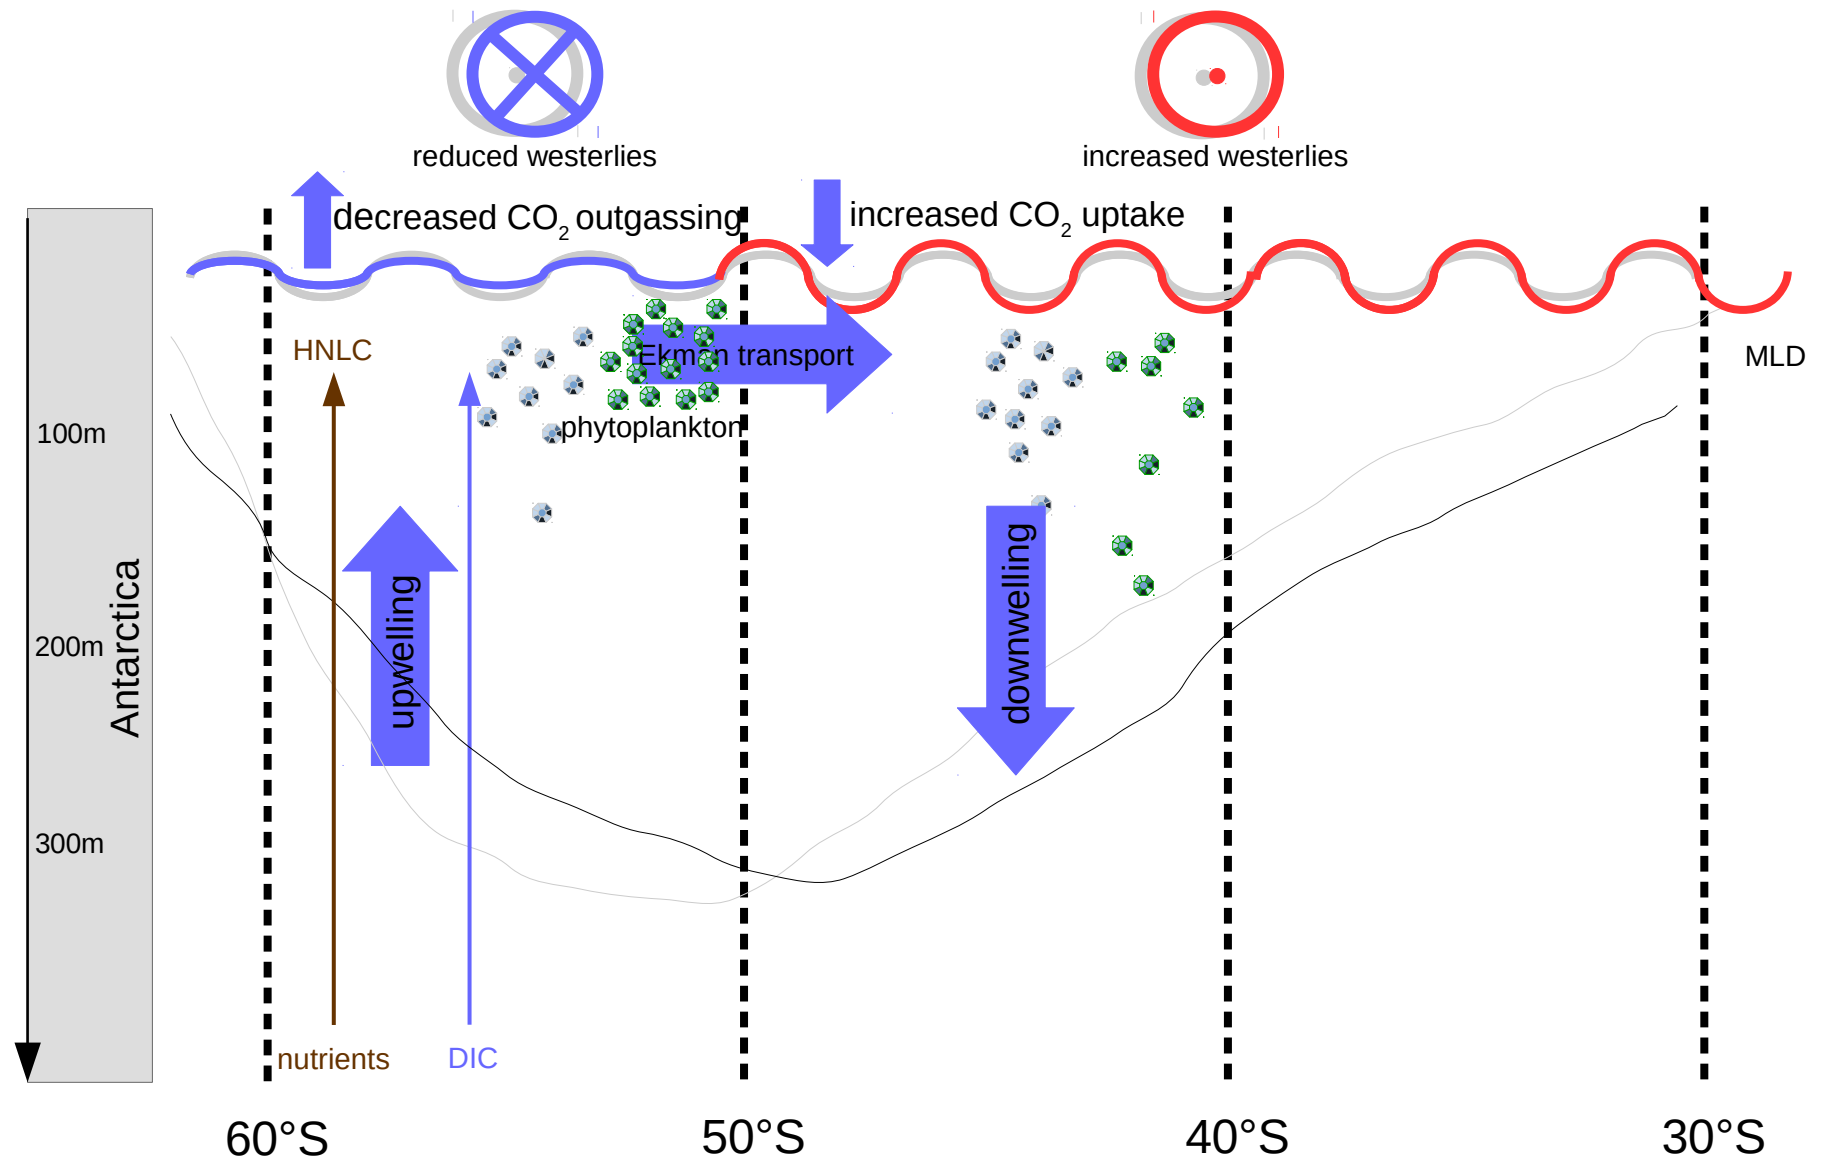 reduced westerlies
increased westerlies
decreased CO2 outgassing
increased CO2 uptake
HNLC
Ekman transport
MLD
phytoplankton
100m
200m
300m
Antarctica
upwelling
downwelling
nutrients
DIC
60°S
50°S
40°S
30°S